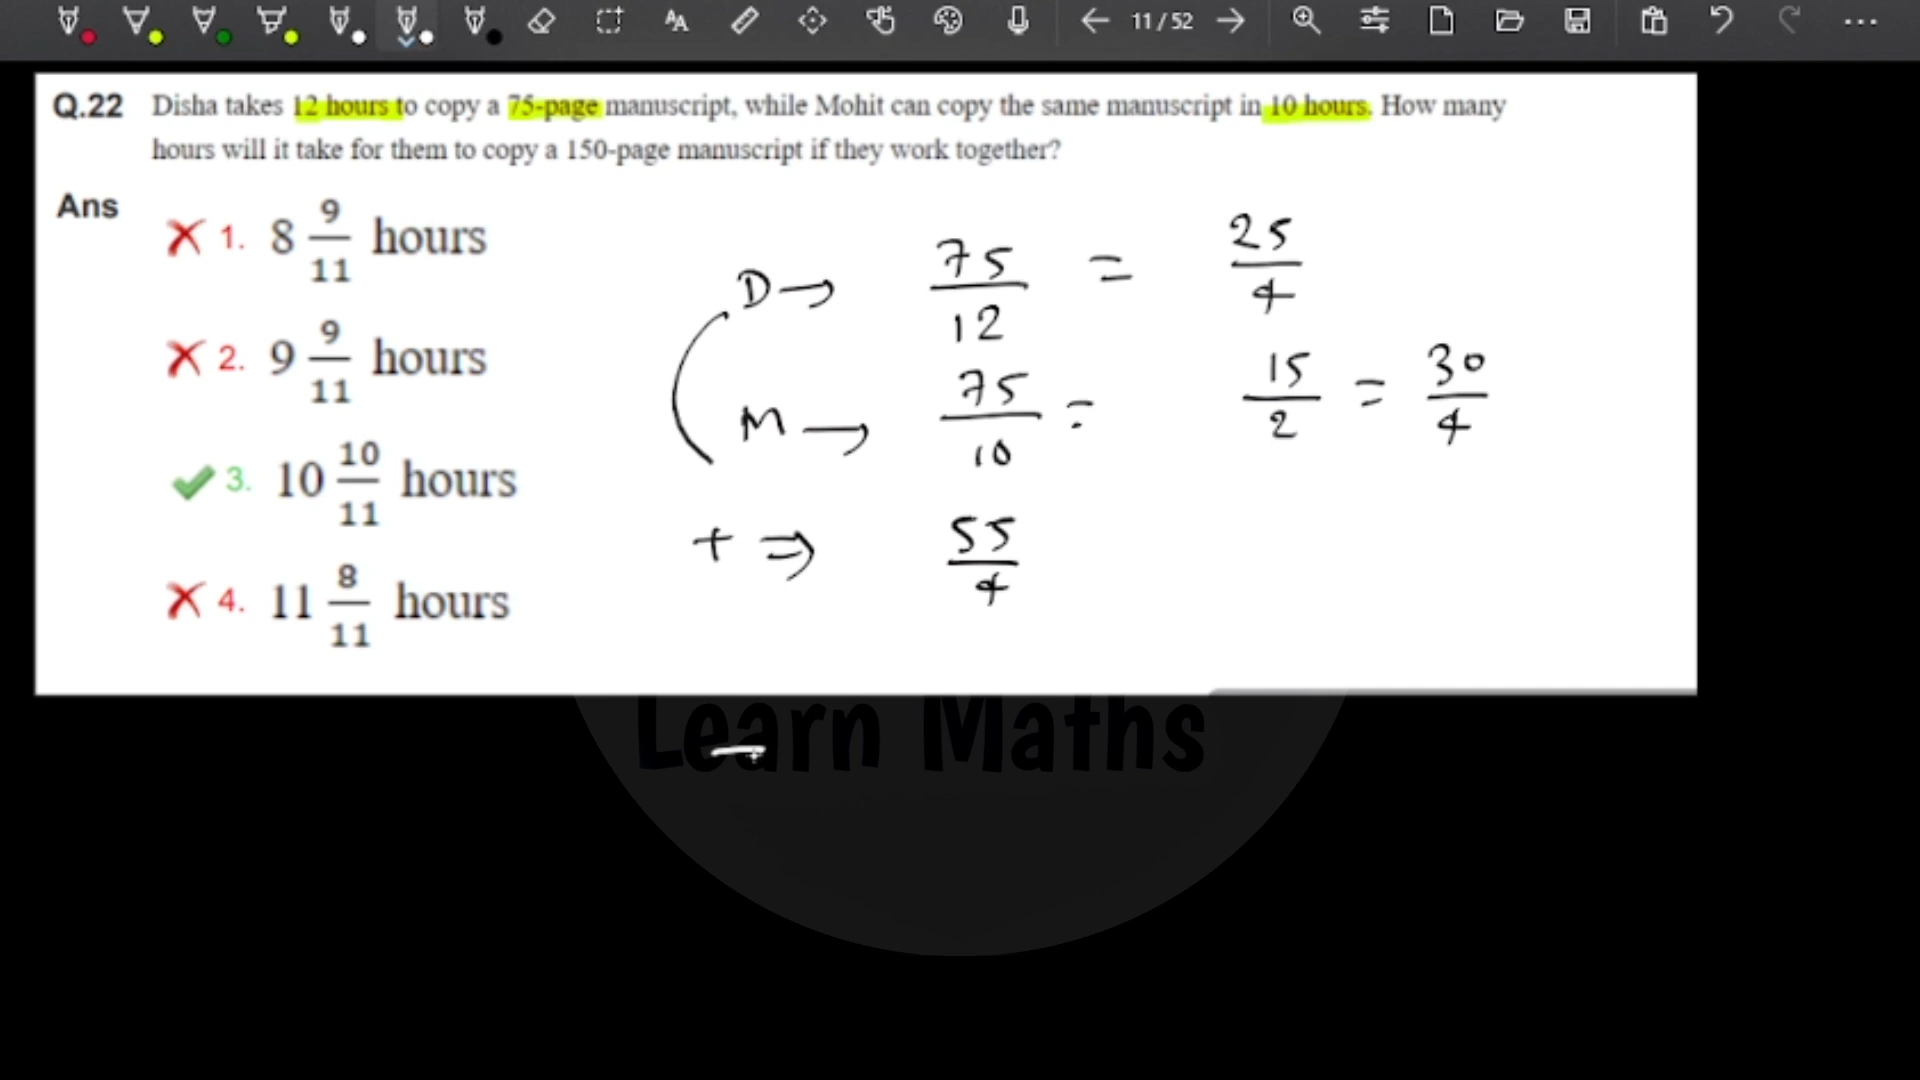 11 / 52
Q.22 Disha takes 12 hours to copy a 75-page manuscript, while Mohit can copy the same manuscript in 10 hours. How many
hours will it take for them to copy a 150-page manuscript if they work together?
Ans
1. 8 9/11 hours
2. 9 9/11 hours
3. 10 10/11 hours
4. 11 8/11 hours
D → 75/12 = 25/4
M → 75/10 = 15/2 = 30/4
+ ⇒ 55/4
Learn Maths